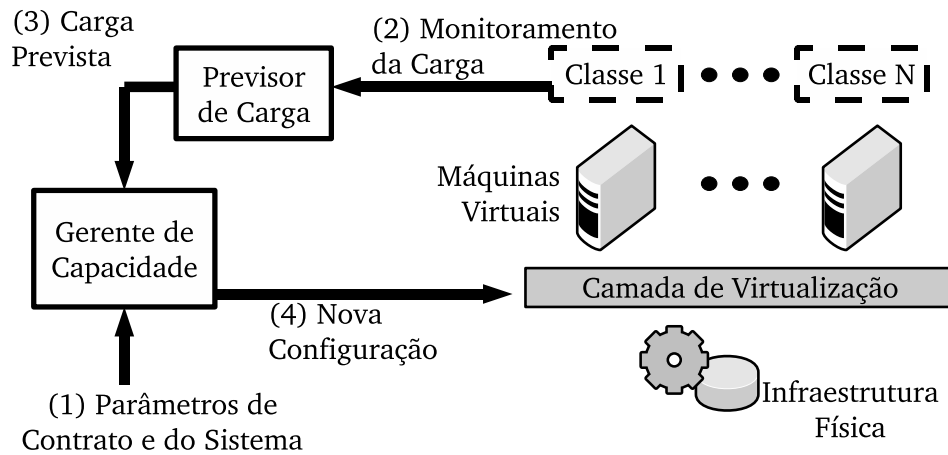 (3) Carga
Prevista
(2) Monitoramento
da Carga
Previsor
de Carga
Classe 1
Classe N
Máquinas
Virtuais
Gerente de
Capacidade
(4) Nova
Configuração
Camada de Virtualização
(1) Parâmetros de
Contrato e do Sistema
Infraestrutura
Física